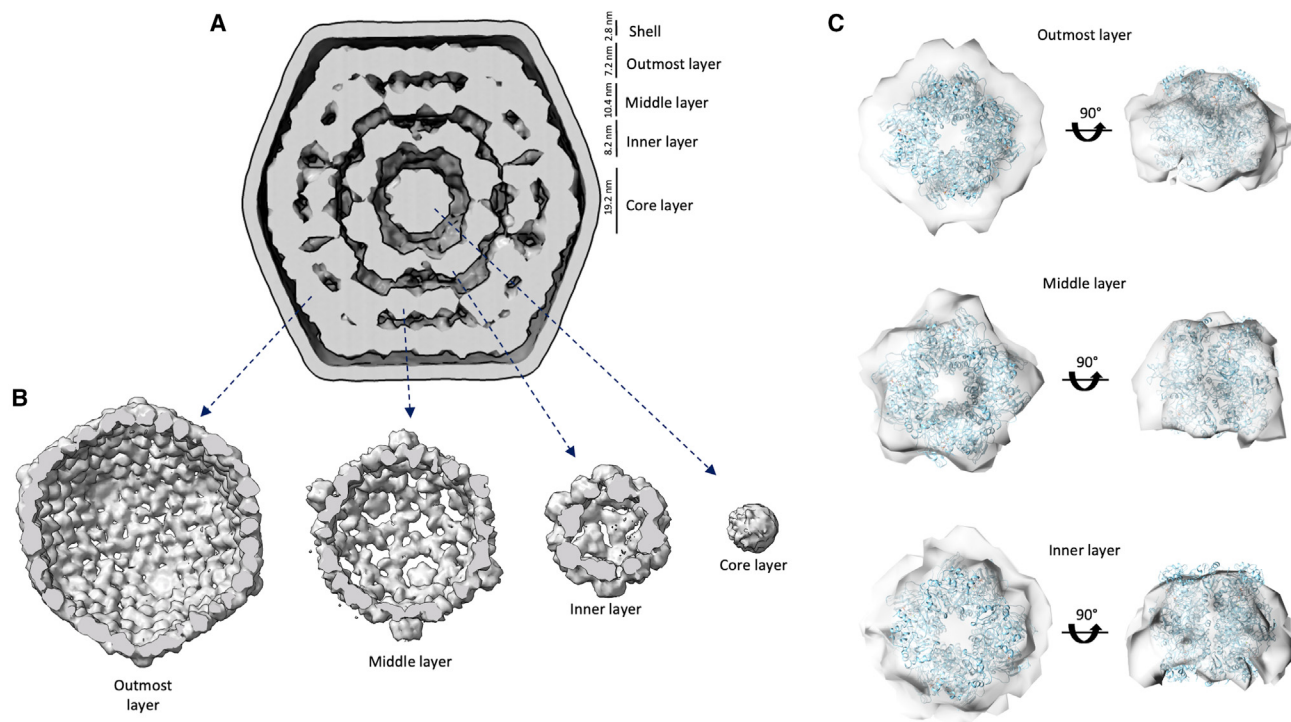 A
2.8 nm
Shell
7.2 nm
Outmost layer
10.4 nm
Middle layer
8.2 nm
Inner layer
19.2 nm
Core layer
B
Outmost
layer
Middle layer
Inner layer
Core layer
C
Outmost layer
90°
Middle layer
90°
Inner layer
90°